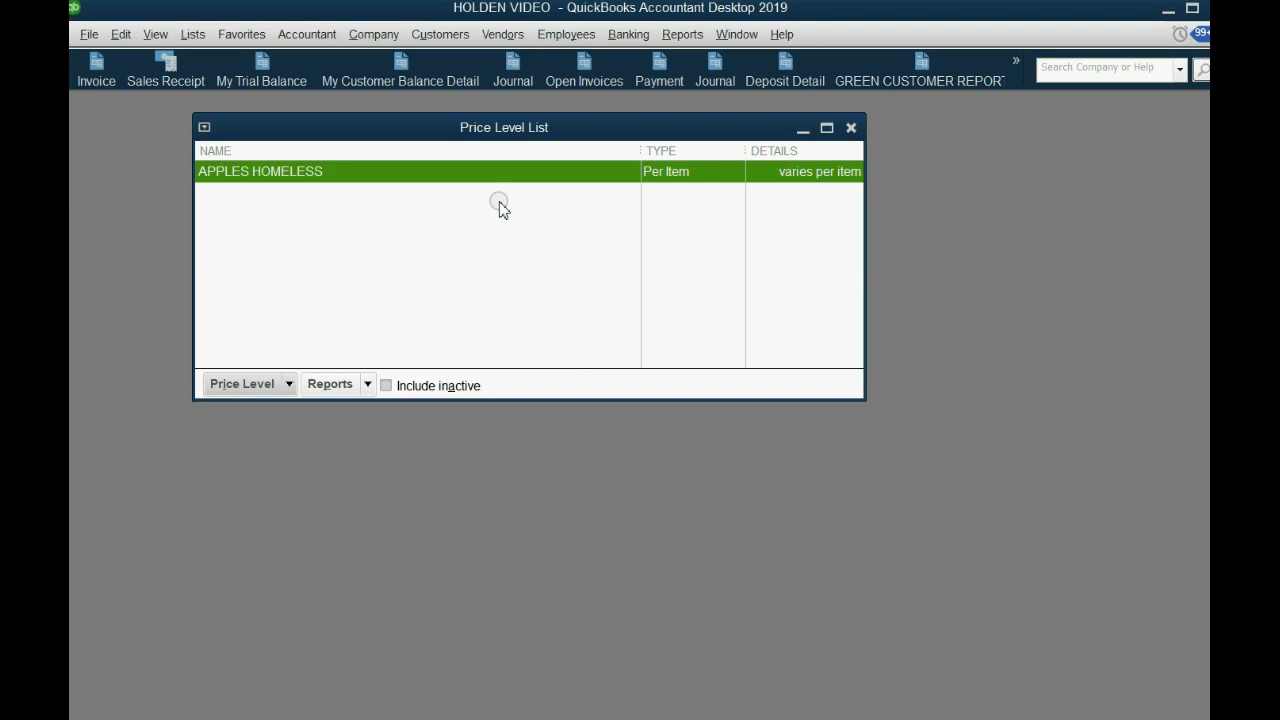 HOLDEN VIDEO - QuickBooks Accountant Desktop 2019
File Edit View Lists Favorites Accountant Company Customers Vendors Employees Banking Reports Window Help
99+
Invoice Sales Receipt My Trial Balance My Customer Balance Detail Journal Open Invoices Payment Journal Deposit Detail GREEN CUSTOMER REPORT » Search Company or Help
Price Level List
NAME TYPE DETAILS
APPLES HOMELESS Per Item varies per item
Price Level Reports Include inactive